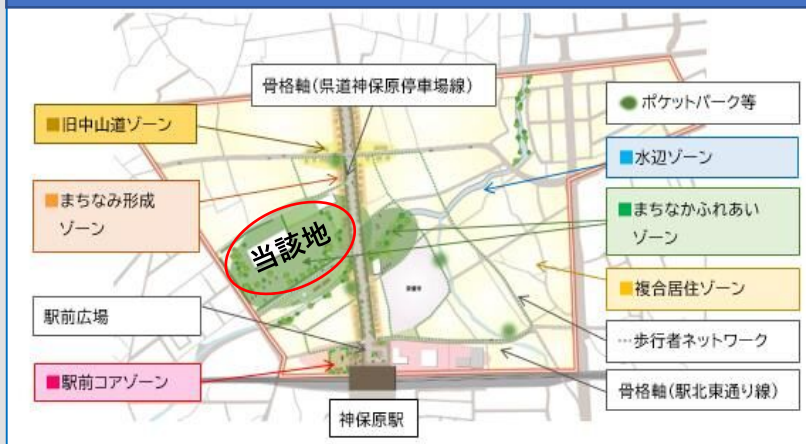 骨格軸(県道神保原停車場線)
■旧中山道ゾーン
■まちなみ形成
ゾーン
当該地
駅前広場
■駅前コアゾーン
神保原駅
●ポケットパーク等
■水辺ゾーン
■まちなかふれあい
ゾーン
■複合居住ゾーン
…歩行者ネットワーク
骨格軸(駅北東通り線)